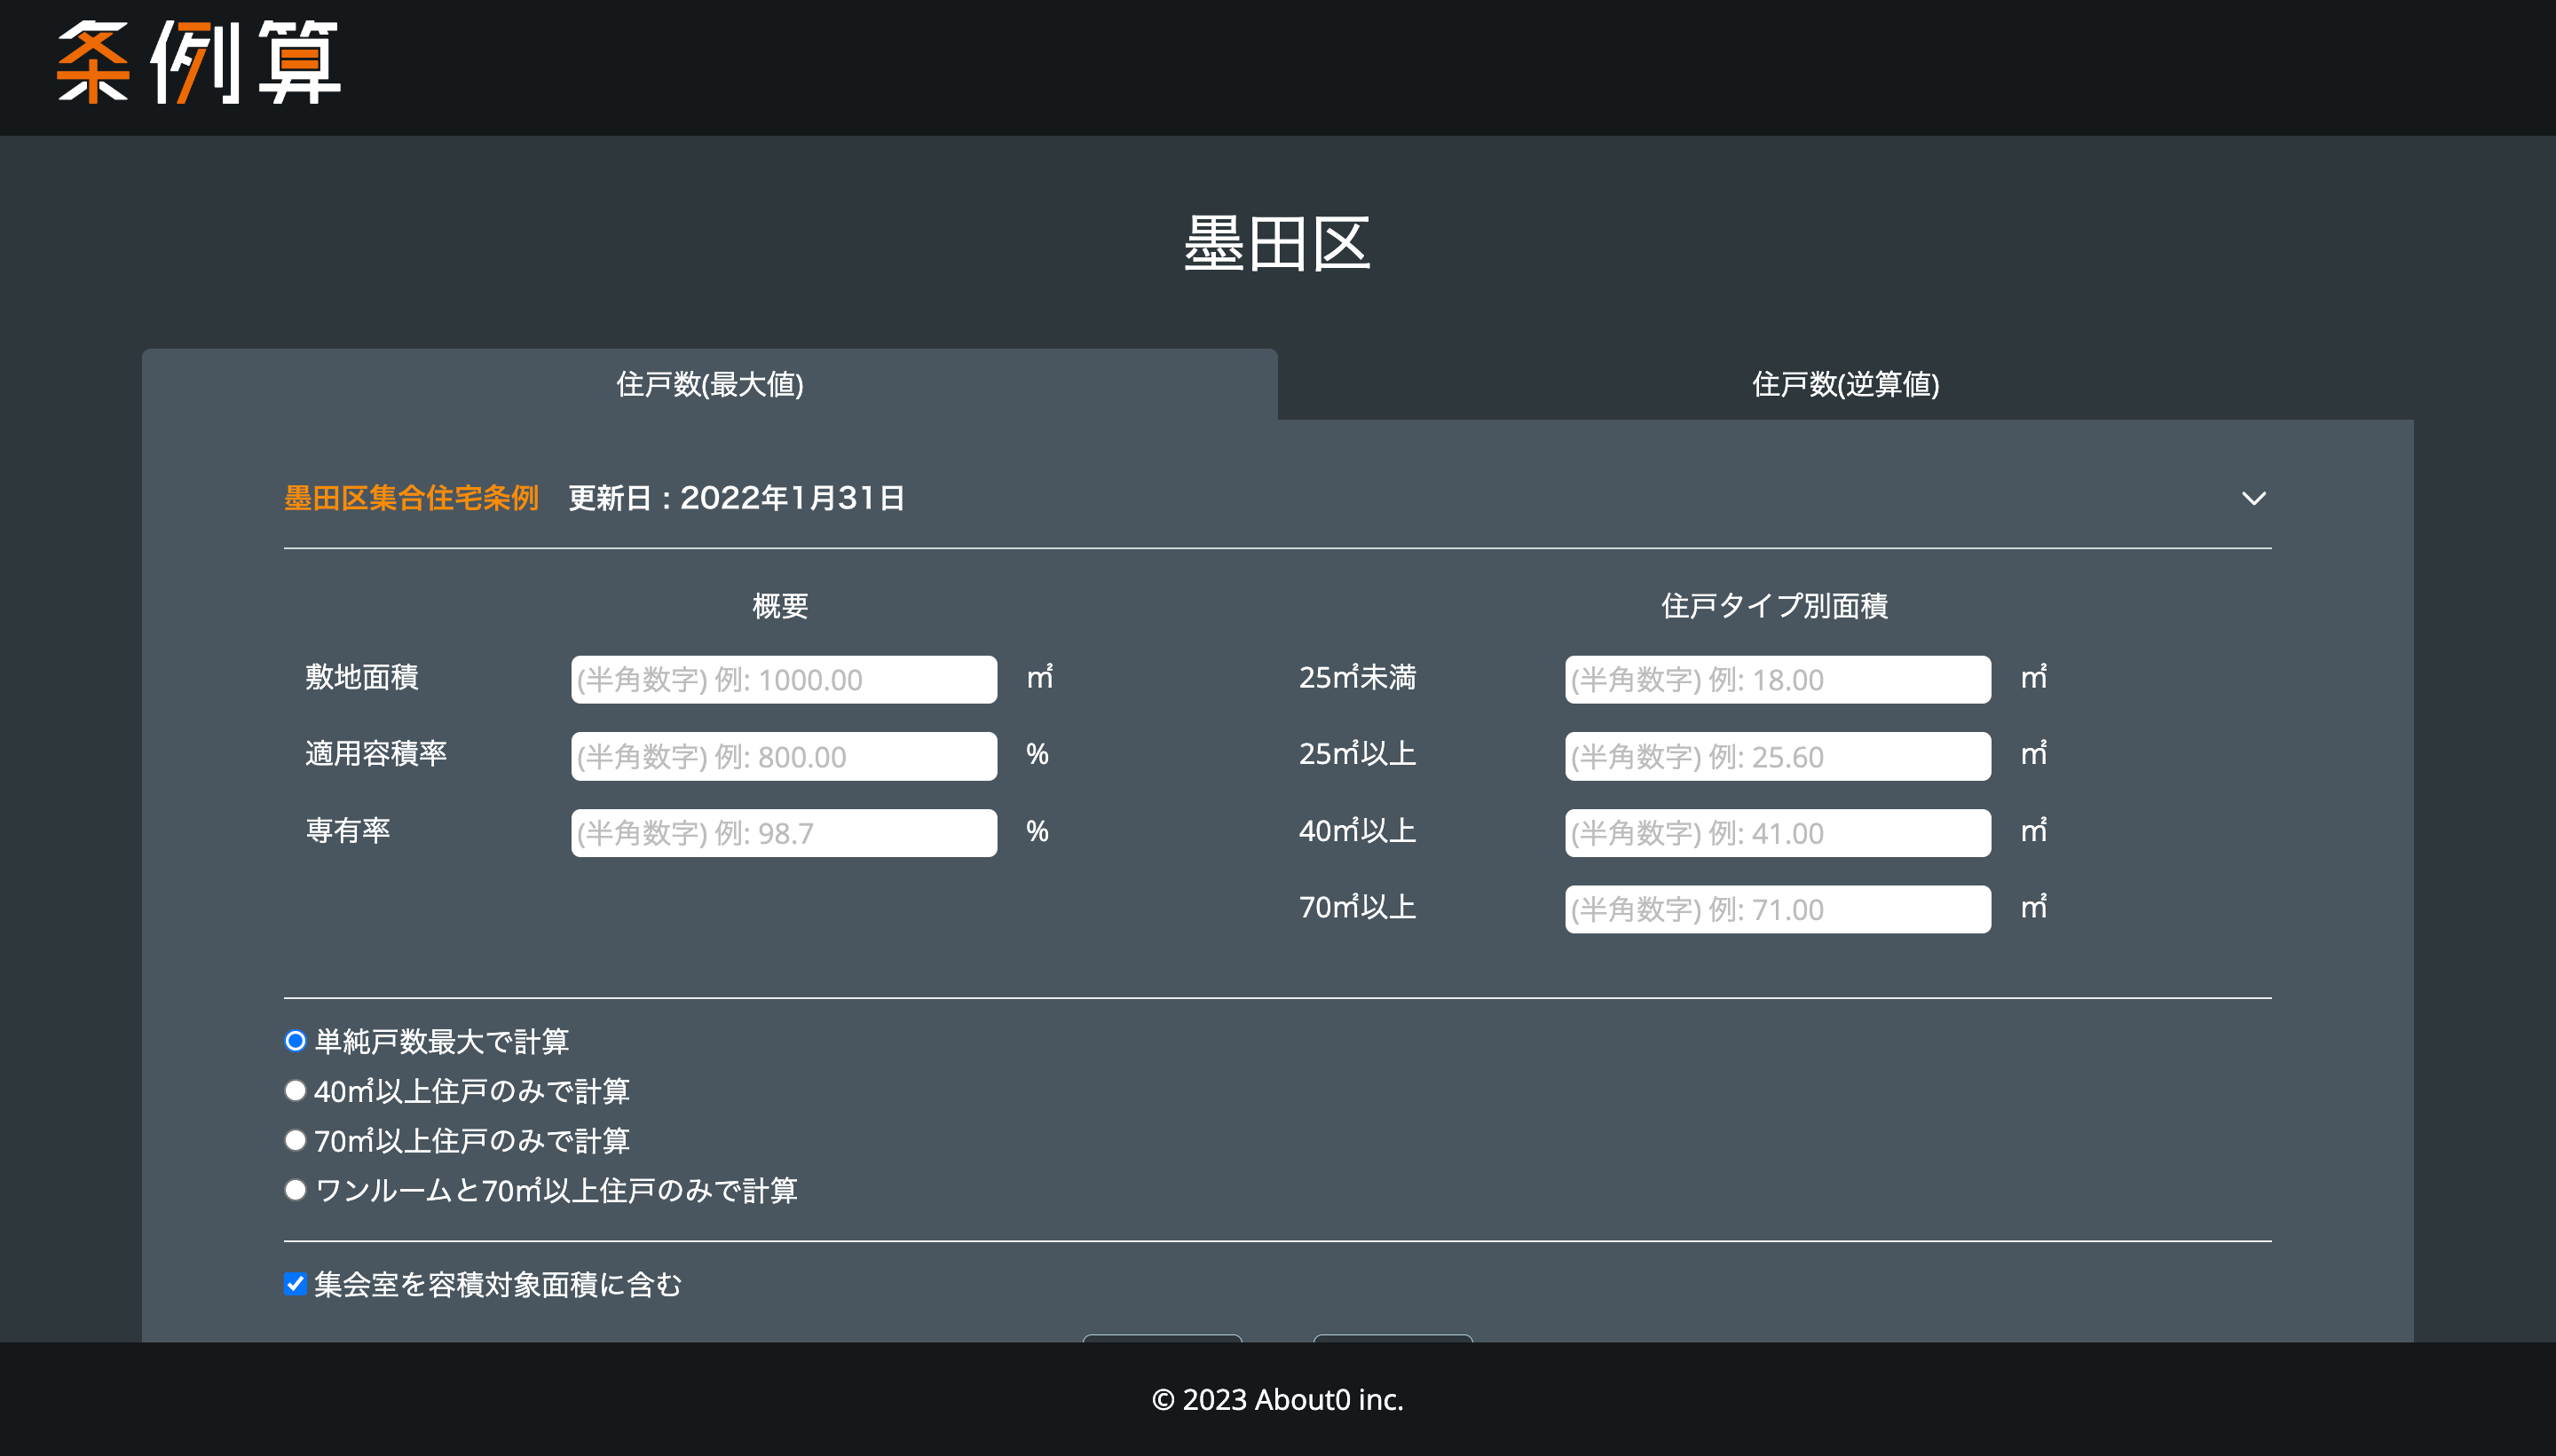 条例算
墨田区
住戸数(最大値)
住戸数(逆算値)
墨田区集合住宅条例 更新日：2022年1月31日
概要
敷地面積 (半角数字) 例: 1000.00 ㎡
適用容積率 (半角数字) 例: 800.00 %
専有率 (半角数字) 例: 98.7 %
住戸タイプ別面積
25㎡未満 (半角数字) 例: 18.00 ㎡
25㎡以上 (半角数字) 例: 25.60 ㎡
40㎡以上 (半角数字) 例: 41.00 ㎡
70㎡以上 (半角数字) 例: 71.00 ㎡
単純戸数最大で計算
40㎡以上住戸のみで計算
70㎡以上住戸のみで計算
ワンルームと70㎡以上住戸のみで計算
集会室を容積対象面積に含む
© 2023 About0 inc.